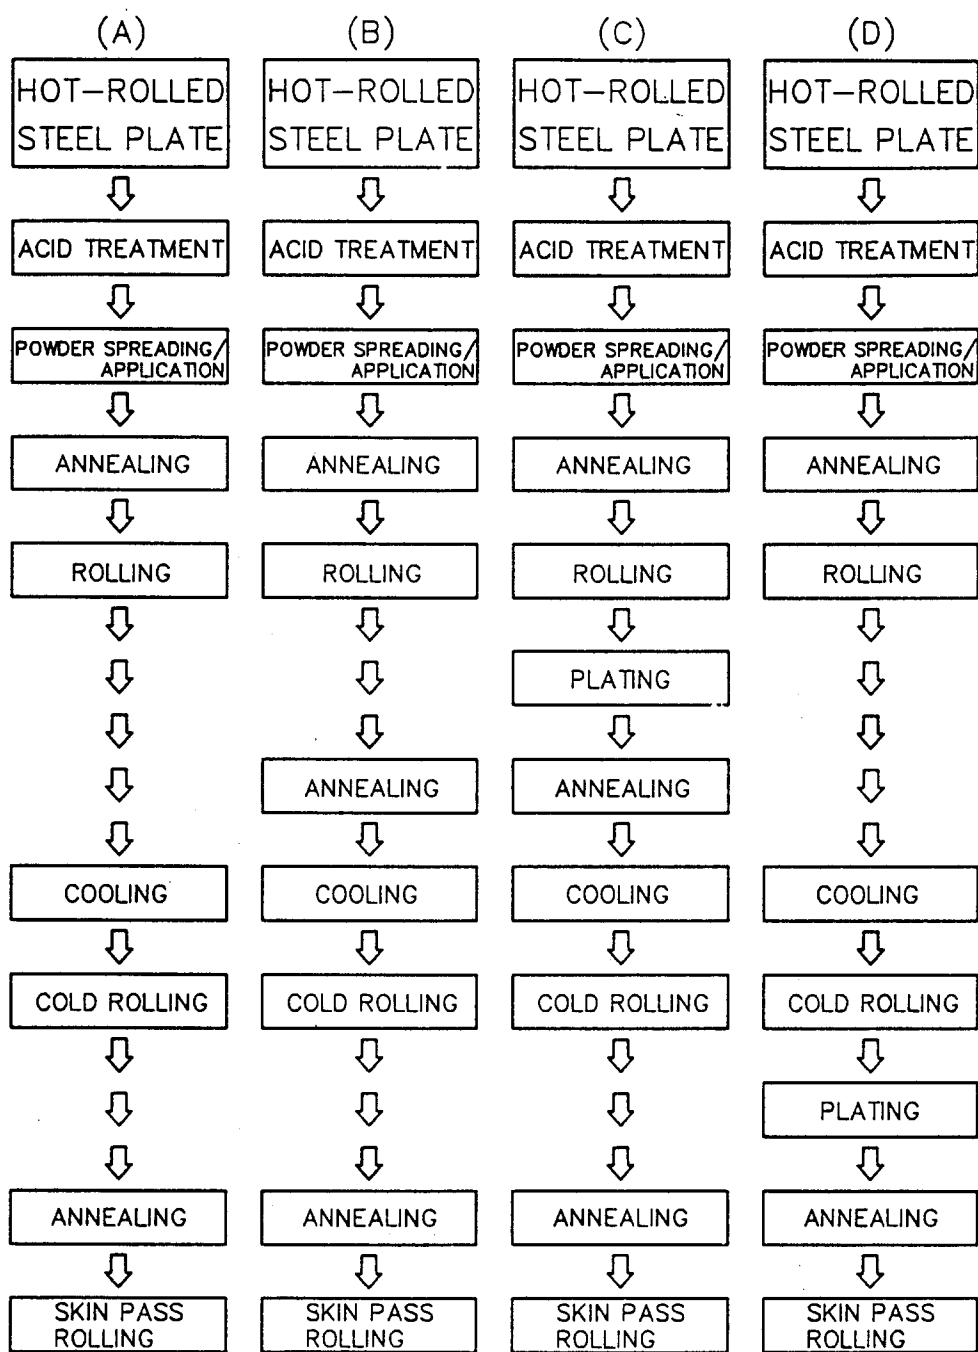 (A) (B) (C) (D)
HOT-ROLLED HOT-ROLLED HOT-ROLLED HOT-ROLLED
STEEL PLATE STEEL PLATE STEEL PLATE STEEL PLATE
ACID TREATMENT ACID TREATMENT ACID TREATMENT ACID TREATMENT
POWDER SPREADING/ POWDER SPREADING/ POWDER SPREADING/ POWDER SPREADING/
APPLICATION APPLICATION APPLICATION APPLICATION
ANNEALING ANNEALING ANNEALING ANNEALING
ROLLING ROLLING ROLLING ROLLING
PLATING
ANNEALING ANNEALING
COOLING COOLING COOLING COOLING
COLD ROLLING COLD ROLLING COLD ROLLING COLD ROLLING
PLATING
ANNEALING ANNEALING ANNEALING ANNEALING
SKIN PASS SKIN PASS SKIN PASS SKIN PASS
ROLLING ROLLING ROLLING ROLLING